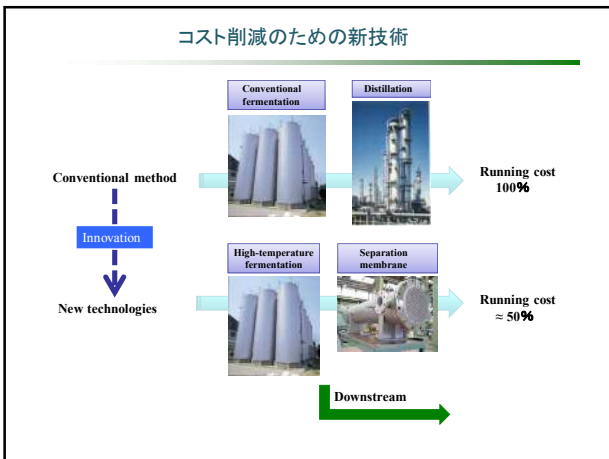 コスト削減のための新技術
Conventional
fermentation
Distillation
Conventional method
Running cost
100%
Innovation
High-temperature
fermentation
Separation
membrane
New technologies
Running cost
≈ 50%
Downstream